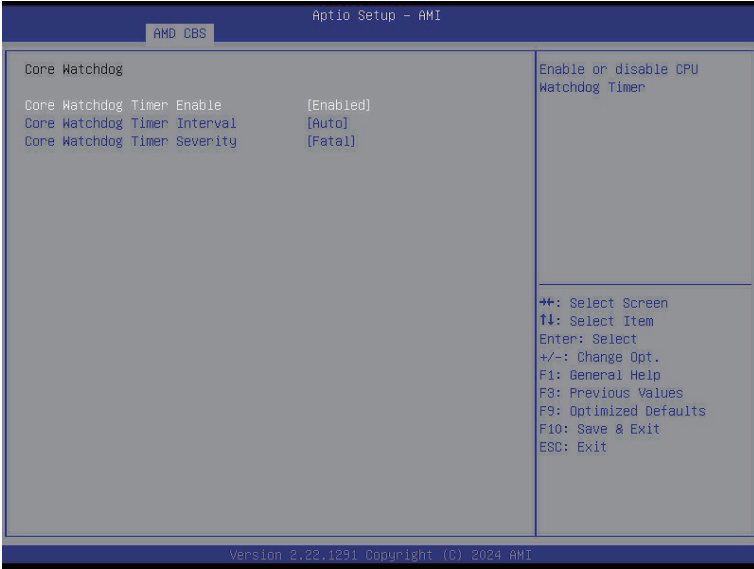 Aptio Setup – AMI
AMD CBS
Core Watchdog
Core Watchdog Timer Enable [Enabled]
Core Watchdog Timer Interval [Auto]
Core Watchdog Timer Severity [Fatal]
Enable or disable CPU
Watchdog Timer
→←: Select Screen
↑↓: Select Item
Enter: Select
+/-: Change Opt.
F1: General Help
F3: Previous Values
F9: Optimized Defaults
F10: Save & Exit
ESC: Exit
Version 2.22.1291 Copyright (C) 2024 AMI